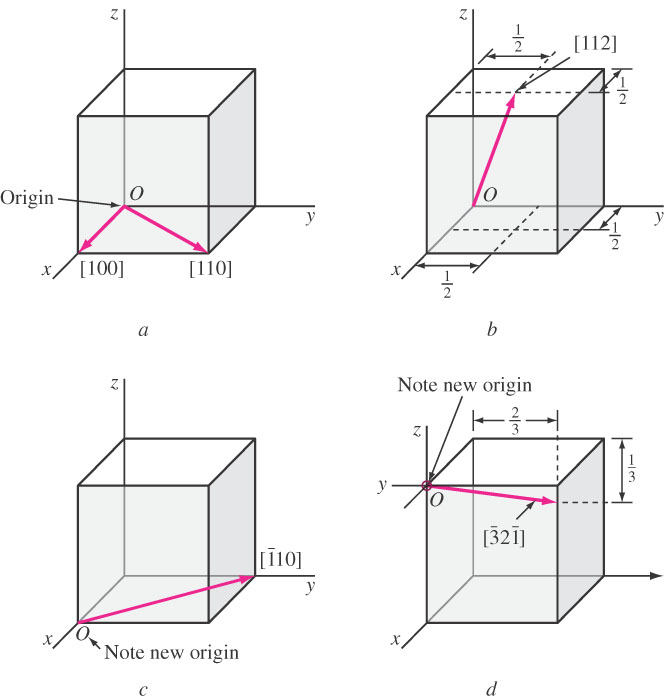 z
z
1/2
[112]
1/2
Origin
O
O
y
y
1/2
x
[100]
[110]
x
1/2
a
b
Note new origin
z
z
2/3
y
1/3
O
[3̄21̄]
[1̄10]
y
x
O
Note new origin
x
c
d